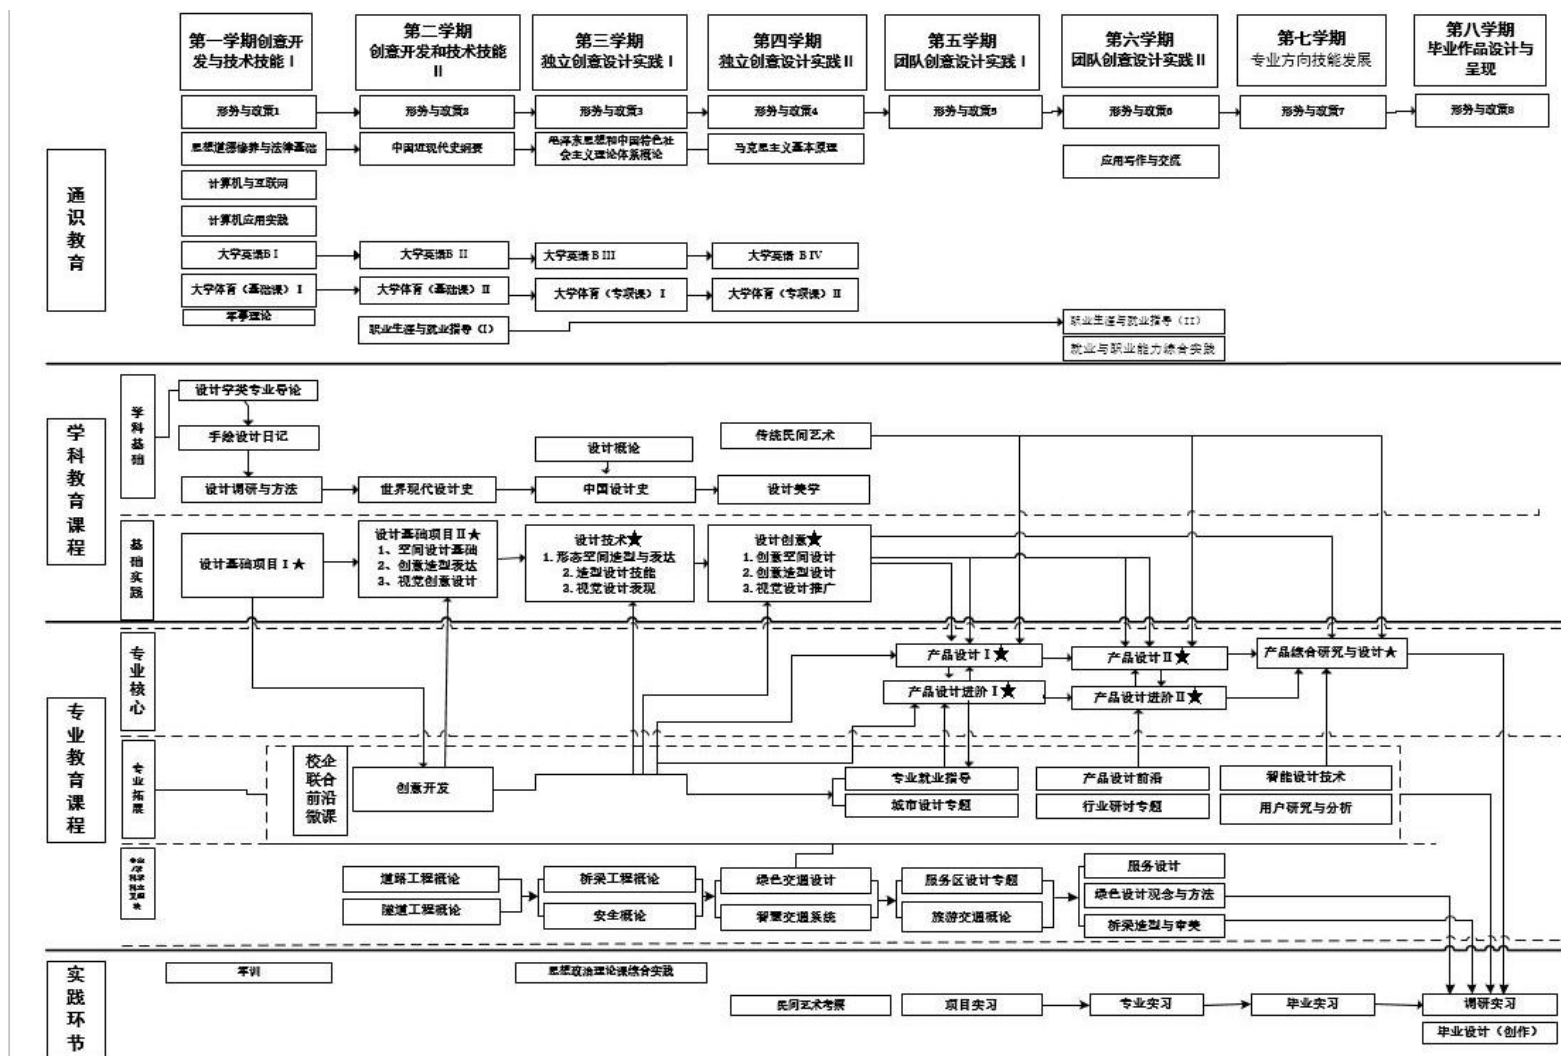 第一学期创意开
发与技术技能Ⅰ
第二学期
创意开发和技术技能
Ⅱ
第三学期
独立创意设计实践Ⅰ
第四学期
独立创意设计实践Ⅱ
第五学期
团队创意设计实践Ⅰ
第六学期
团队创意设计实践Ⅱ
第七学期
专业方向技能发展
第八学期
毕业作品设计与
呈现
形势与政策1
形势与政策2
形势与政策3
形势与政策4
形势与政策5
形势与政策6
形势与政策7
形势与政策8
通识教育
思想道德修养与法律基础
中国近现代史纲要
毛泽东思想和中国特色社
会主义理论体系概论
马克思主义基本原理
应用写作与交流
计算机与互联网
计算机应用实践
大学英语B I
大学英语B II
大学英语 B III
大学英语 B IV
大学体育（基础课）Ⅰ
大学体育（基础课）Ⅱ
大学体育（专项课）Ⅰ
大学体育（专项课）Ⅱ
军事理论
职业生涯与就业指导（I）
职业生涯与就业指导（II）
就业与职业能力综合实践
学科教育课程
学科基础
设计学类专业导论
手绘设计日记
设计概论
传统民间艺术
设计调研与方法
世界现代设计史
中国设计史
设计美学
基础实践
设计基础项目Ⅰ★
设计基础项目Ⅱ★
1、空间设计基础
2、创意造型表达
3、视觉创意设计
设计技术★
1. 形态空间造型与表达
2. 造型设计技能
3. 视觉设计表现
设计创意★
1. 创意空间设计
2. 创意造型设计
3. 视觉设计推广
专业教育课程
专业核心
产品设计Ⅰ★
产品设计Ⅱ★
产品综合研究与设计★
产品设计进阶Ⅰ★
产品设计进阶Ⅱ★
专业拓展
校企
联合
前沿
微课
创意开发
专业就业指导
产品设计前沿
智能设计技术
城市设计专题
行业研讨专题
用户研究与分析
道路工程概论
桥梁工程概论
绿色交通设计
服务区设计专题
服务设计
隧道工程概论
安全概论
智慧交通系统
旅游交通概论
绿色设计观念与方法
桥梁造型与审美
实践环节
军训
思想政治理论课综合实践
民间艺术考察
项目实习
专业实习
毕业实习
调研实习
毕业设计（创作）